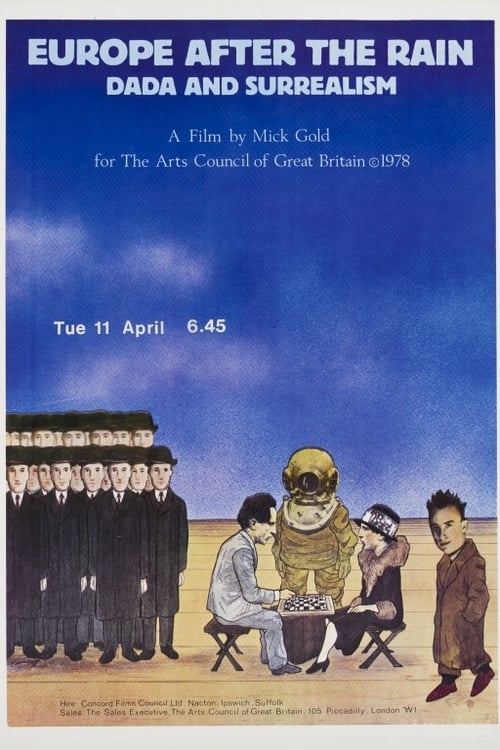 EUROPE AFTER THE RAIN
DADA AND SURREALISM
A Film by Mick Gold
for The Arts Council of Great Britain ©1978
Tue 11 April 6.45
Hire: Concord Films Council Ltd. Nacton, Ipswich, Suffolk
Sales: The Sales Executive, The Arts Council of Great Britain, 105 Piccadilly, London W1